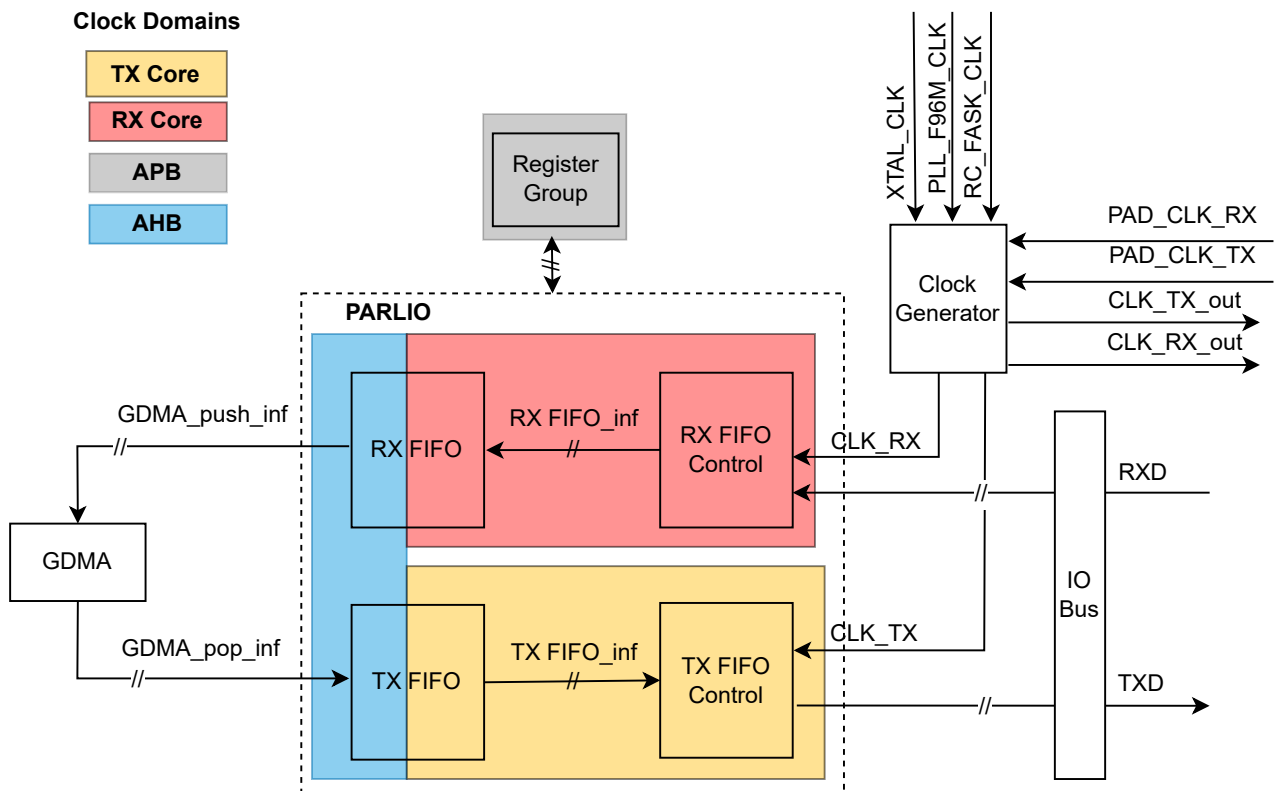 Clock Domains
TX Core
RX Core
APB
AHB
Register
Group
XTAL_CLK
PLL_F96M_CLK
RC_FASK_CLK
PAD_CLK_RX
PAD_CLK_TX
CLK_TX_out
CLK_RX_out
Clock
Generator
PARLIO
GDMA_push_inf
RX FIFO
RX FIFO_inf
RX FIFO
Control
CLK_RX
RXD
GDMA
IO
Bus
GDMA_pop_inf
TX FIFO
TX FIFO_inf
TX FIFO
Control
CLK_TX
TXD